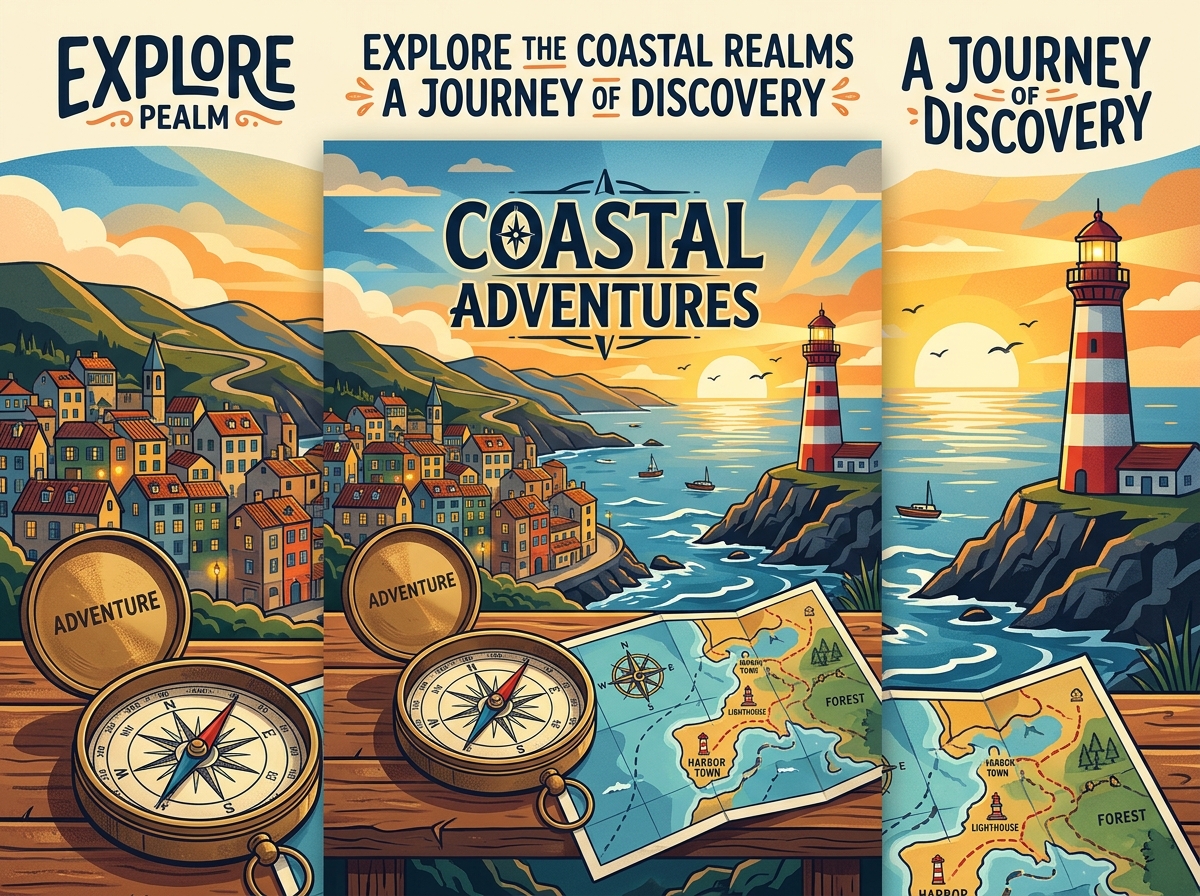 EXPLORE
PEALM
EXPLORE THE COASTAL REALMS
A JOURNEY OF DISCOVERY
A JOURNEY
OF
DISCOVERY
COASTAL
ADVENTURES
ADVENTURE
N
E
S
W
ADVENTURE
N
E
S
W
N
E
W
FOREST
LIGHTHOUSE
HARBOR
TOWN
E
TOWN
LIGHTHOUSE
FOREST
HARBOR